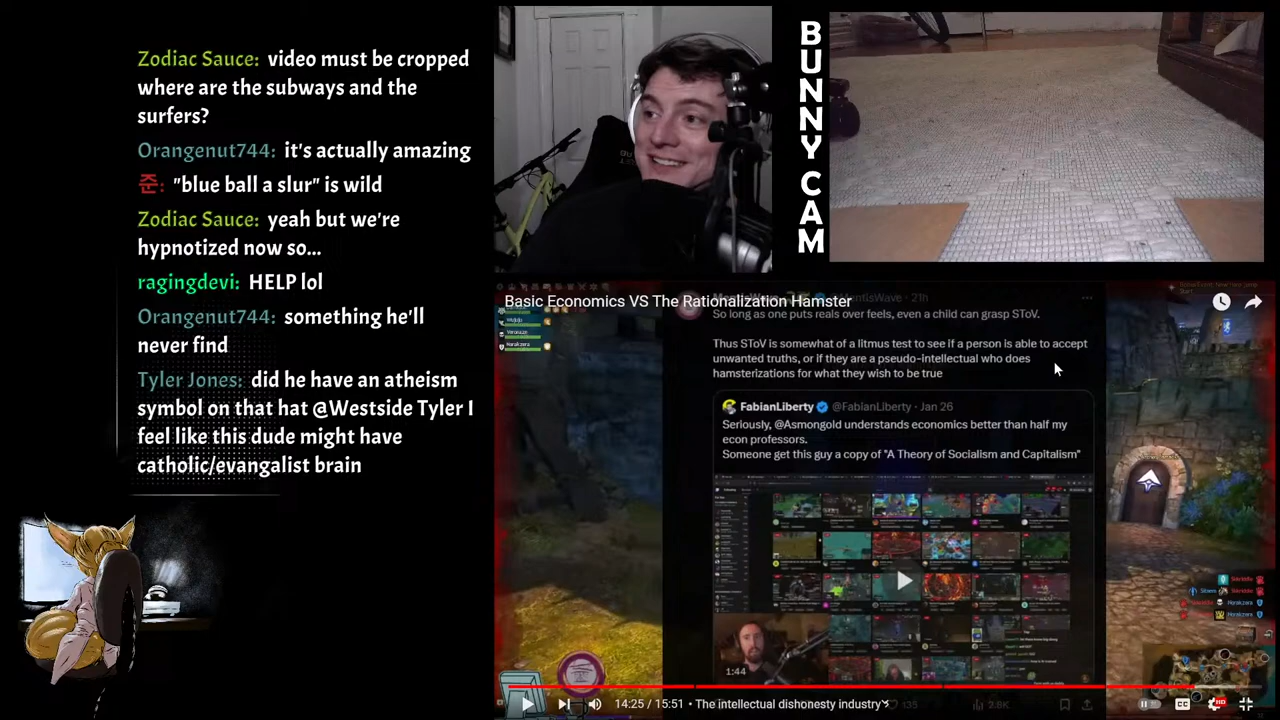 Zodiac Sauce: video must be cropped
where are the subways and the
surfers?
Orangenut744: it's actually amazing
준: "blue ball a slur" is wild
Zodiac Sauce: yeah but we're
hypnotized now so...
ragingdevi: HELP lol
Orangenut744: something he'll
never find
Tyler Jones: did he have an atheism
symbol on that hat @Westside Tyler I
feel like this dude might have
catholic/evangalist brain
BUNNY CAM
Basic Economics VS The Rationalization Hamster
21h
So long as one puts reals over feels, even a child can grasp SToV.
Thus SToV is somewhat of a litmus test to see if a person is able to accept
unwanted truths, or if they are a pseudo-intellectual who does
hamsterizations for what they wish to be true
FabianLiberty @FabianLiberty · Jan 26
Seriously, @Asmongold understands economics better than half my
econ professors.
Someone get this guy a copy of "A Theory of Socialism and Capitalism"
1:44
14:25 / 15:51 • The intellectual dishonesty industry
135
2.8K
CC
HD